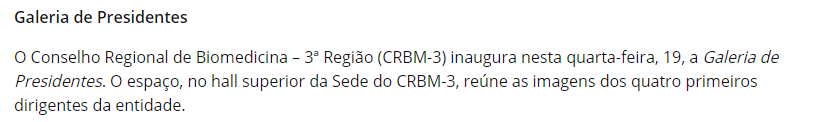 Galeria de Presidentes
O Conselho Regional de Biomedicina – 3ª Região (CRBM-3) inaugura nesta quarta-feira, 19, a Galeria de
Presidentes. O espaço, no hall superior da Sede do CRBM-3, reúne as imagens dos quatro primeiros
dirigentes da entidade.